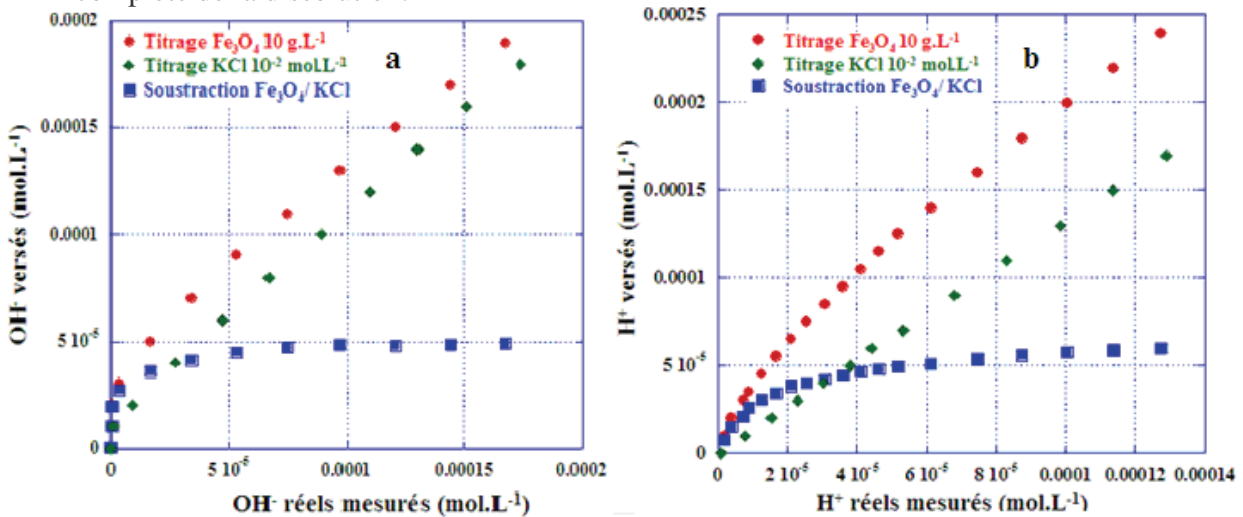 0.0002
0.00015
0.0001
5 10⁻⁵
0
OH⁻ versés (mol.L⁻¹)
Titrage Fe₃O₄ 10 g.L⁻¹
Titrage KCl 10⁻² mol.L⁻¹
Soustraction Fe₃O₄/ KCl
a
0 5 10⁻⁵ 0.0001 0.00015 0.0002
OH⁻ réels mesurés (mol.L⁻¹)
0.00025
0.0002
0.00015
0.0001
5 10⁻⁵
0
H⁺ versés (mol.L⁻¹)
Titrage Fe₃O₄ 10 g.L⁻¹
Titrage KCl 10⁻² mol.L⁻¹
Soustraction Fe₃O₄/ KCl
b
0 2 10⁻⁵ 4 10⁻⁵ 6 10⁻⁵ 8 10⁻⁵ 0.0001 0.00012 0.00014
H⁺ réels mesurés (mol.L⁻¹)